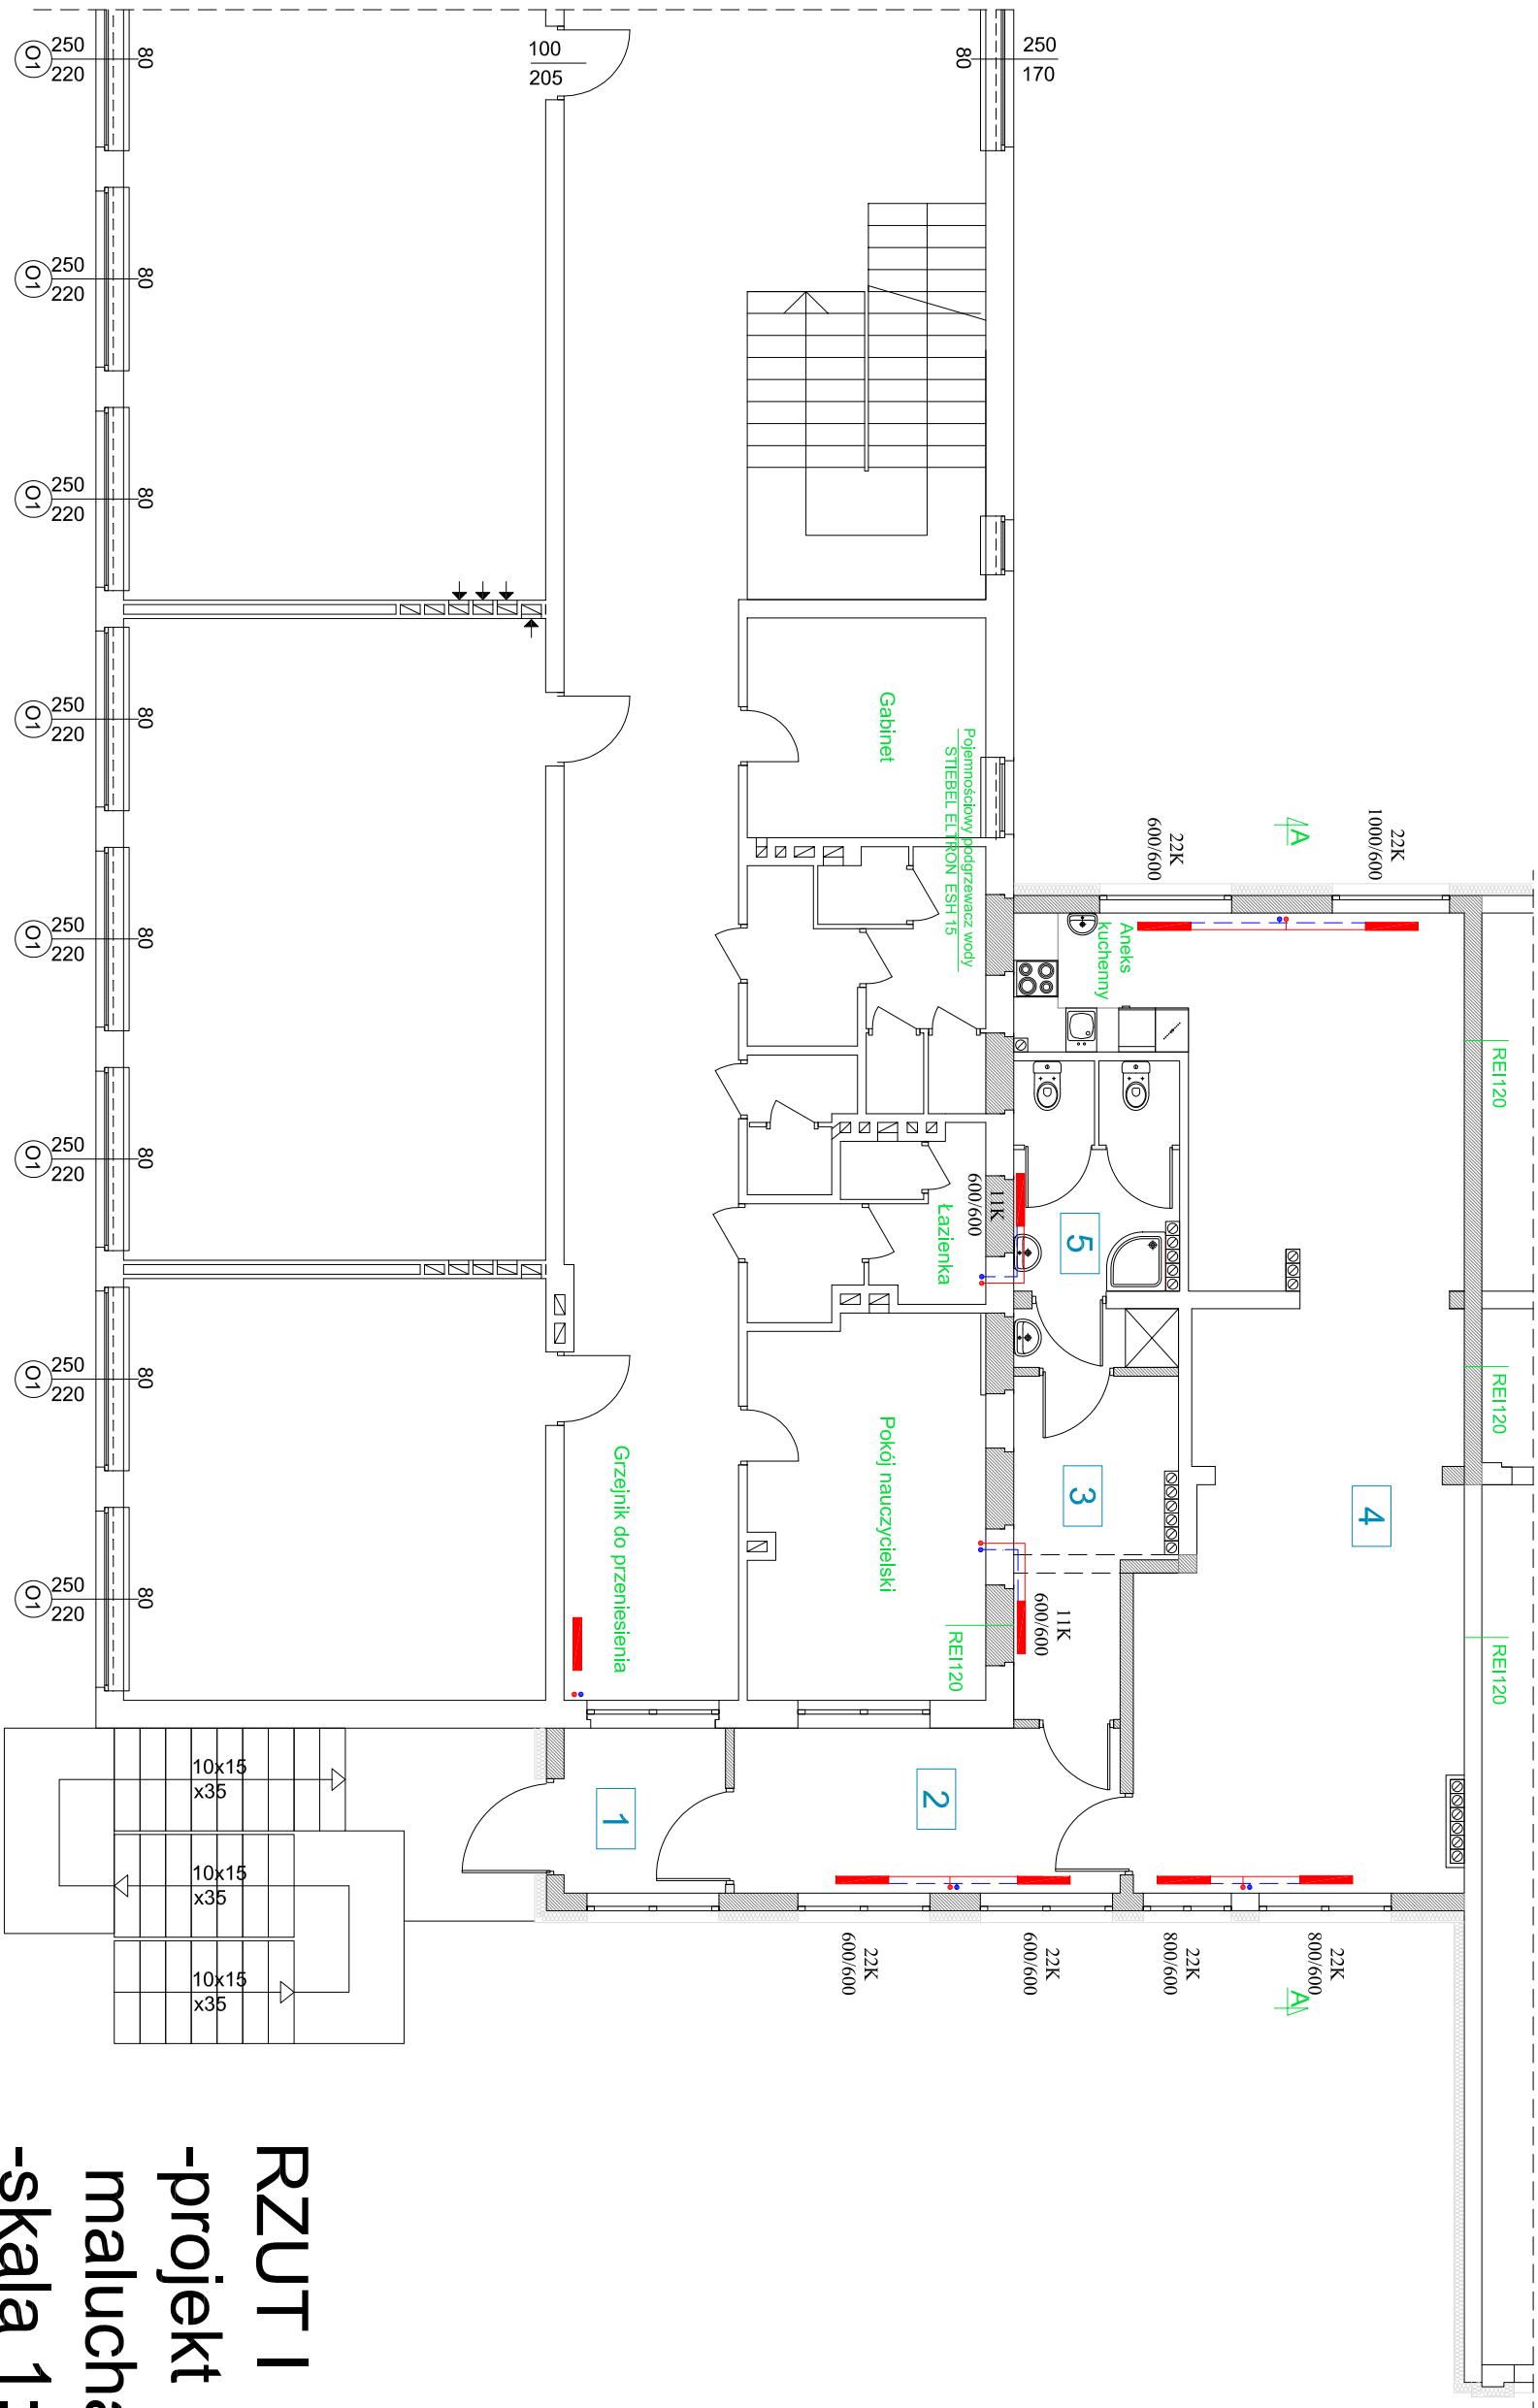 250
220
80
O1
250
220
80
O1
250
220
80
O1
250
220
80
O1
250
220
80
O1
250
220
80
O1
250
220
80
O1
250
220
80
O1
100
205
80
250
170
Gabinet
Pojemnościowy podgrzewacz wody
STIEBEL ELTRON ESH 15
22K
600/600
A
22K
1000/600
Aneks
kuchenny
REI120
REI120
REI120
11K
600/600
Łazienka
5
3
4
Pokój nauczycielski
Grzejnik do przeniesienia
11K
600/600
REI120
1
2
22K
600/600
22K
600/600
22K
800/600
22K
800/600
A
10x15
x35
10x15
x35
10x15
x35
RZUT I
-projekt
malucha
-skala 1: